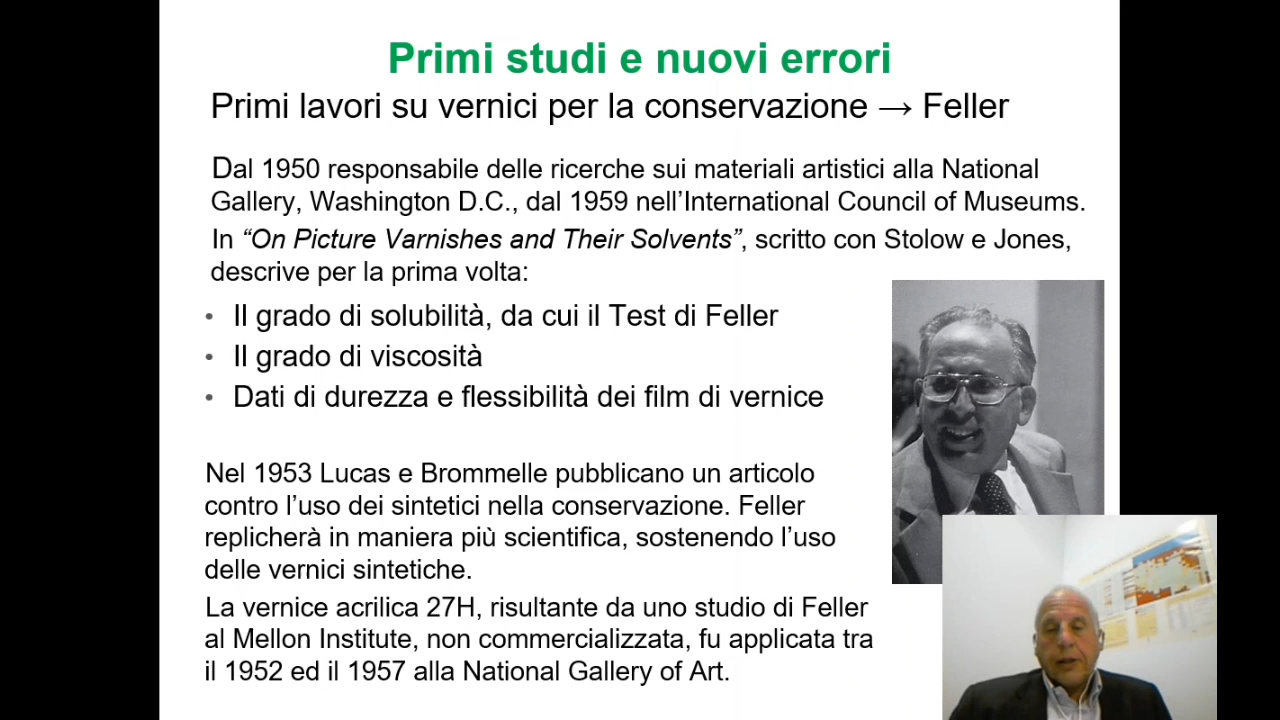 Primi studi e nuovi errori
Primi lavori su vernici per la conservazione → Feller
Dal 1950 responsabile delle ricerche sui materiali artistici alla National
Gallery, Washington D.C., dal 1959 nell’International Council of Museums.
In “On Picture Varnishes and Their Solvents”, scritto con Stolow e Jones,
descrive per la prima volta:
• Il grado di solubilità, da cui il Test di Feller
• Il grado di viscosità
• Dati di durezza e flessibilità dei film di vernice
Nel 1953 Lucas e Brommelle pubblicano un articolo
contro l’uso dei sintetici nella conservazione. Feller
replicherà in maniera più scientifica, sostenendo l’uso
delle vernici sintetiche.
La vernice acrilica 27H, risultante da uno studio di Feller
al Mellon Institute, non commercializzata, fu applicata tra
il 1952 ed il 1957 alla National Gallery of Art.